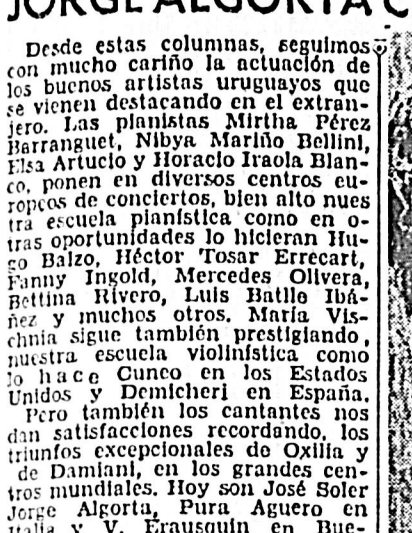 JORGE ALGORTA C
Desde estas columnas, seguimos
con mucho cariño la actuación de
los buenos artistas uruguayos que
se vienen destacando en el extran-
jero. Las pianistas Mirtha Pérez
Barranguet, Nibya Mariño Bellini,
Elsa Artucio y Horacio Iraola Blan-
co, ponen en diversos centros eu-
ropeos de conciertos, bien alto nues
tra escuela pianística como en o-
tras oportunidades lo hicieran Hu-
go Balzo, Héctor Tosar Errecart,
Fanny Ingold, Mercedes Olivera,
Bettina Rivero, Luis Batlle Ibá-
ñez y muchos otros. María Vis-
chnia sigue también prestigiando,
nuestra escuela violinística como
lo hace Cuneo en los Estados
Unidos y Demicheri en España.
Pero también los cantantes nos
dan satisfacciones recordando, los
triunfos excepcionales de Oxilia y
de Damiani, en los grandes cen-
tros mundiales. Hoy son José Soler
Jorge Algorta, Pura Aguero en
Italia y V. Erausquin en Bue-